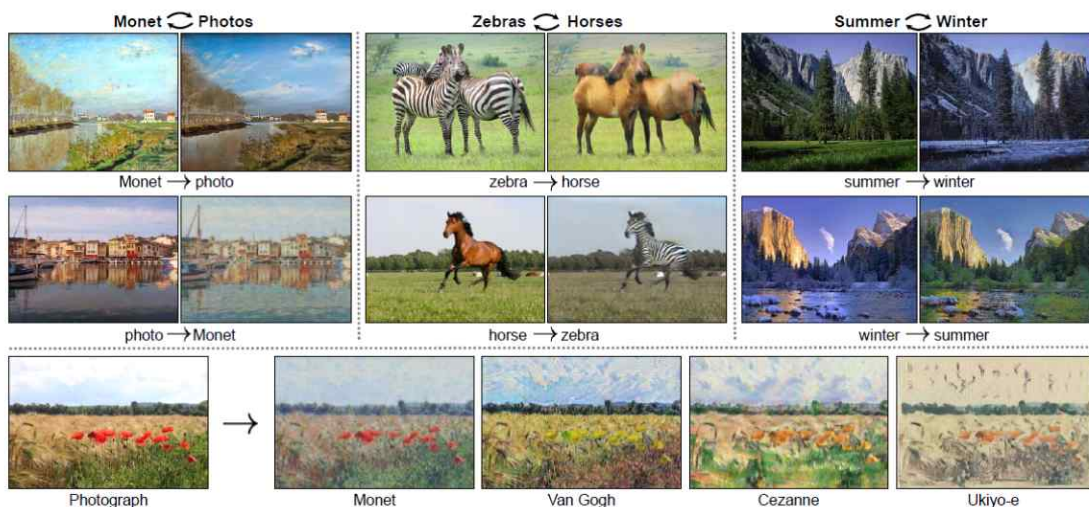 Monet Photos
Zebras Horses
Summer Winter
Monet → photo
zebra → horse
summer → winter
photo → Monet
horse → zebra
winter → summer
Photograph
Monet
Van Gogh
Cezanne
Ukiyo-e